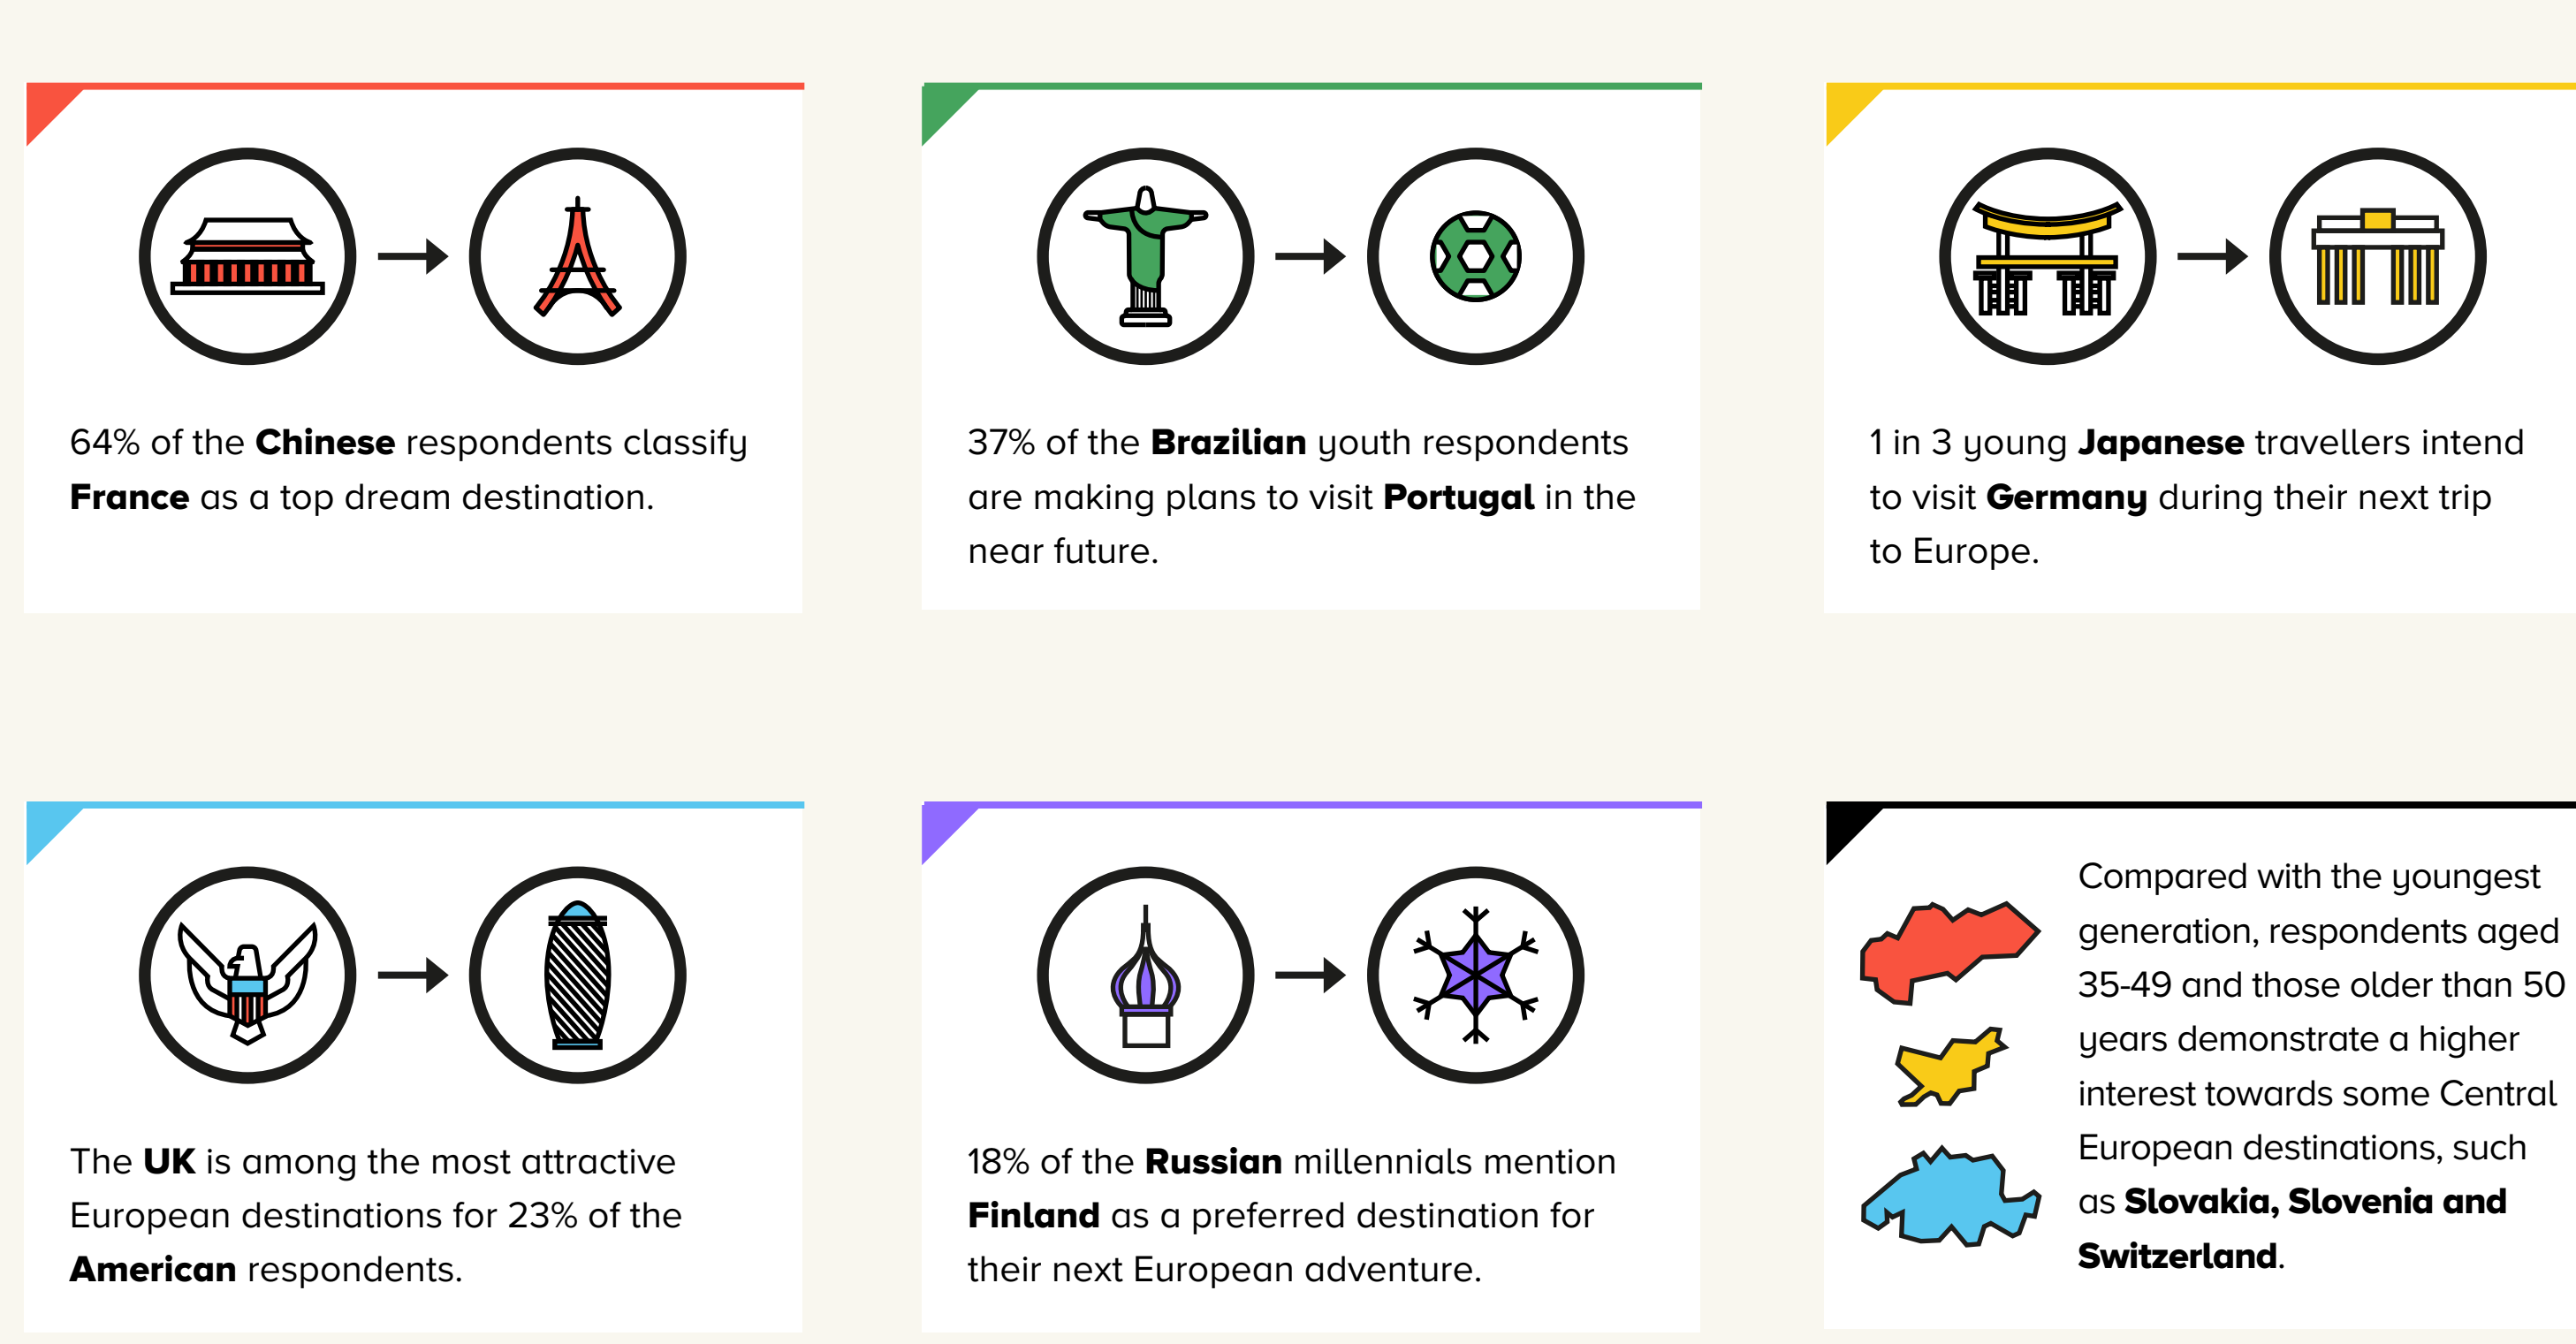 64% of the Chinese respondents classify
France as a top dream destination.
37% of the Brazilian youth respondents
are making plans to visit Portugal in the
near future.
1 in 3 young Japanese travellers intend
to visit Germany during their next trip
to Europe.
The UK is among the most attractive
European destinations for 23% of the
American respondents.
18% of the Russian millennials mention
Finland as a preferred destination for
their next European adventure.
Compared with the youngest
generation, respondents aged
35-49 and those older than 50
years demonstrate a higher
interest towards some Central
European destinations, such
as Slovakia, Slovenia and
Switzerland.